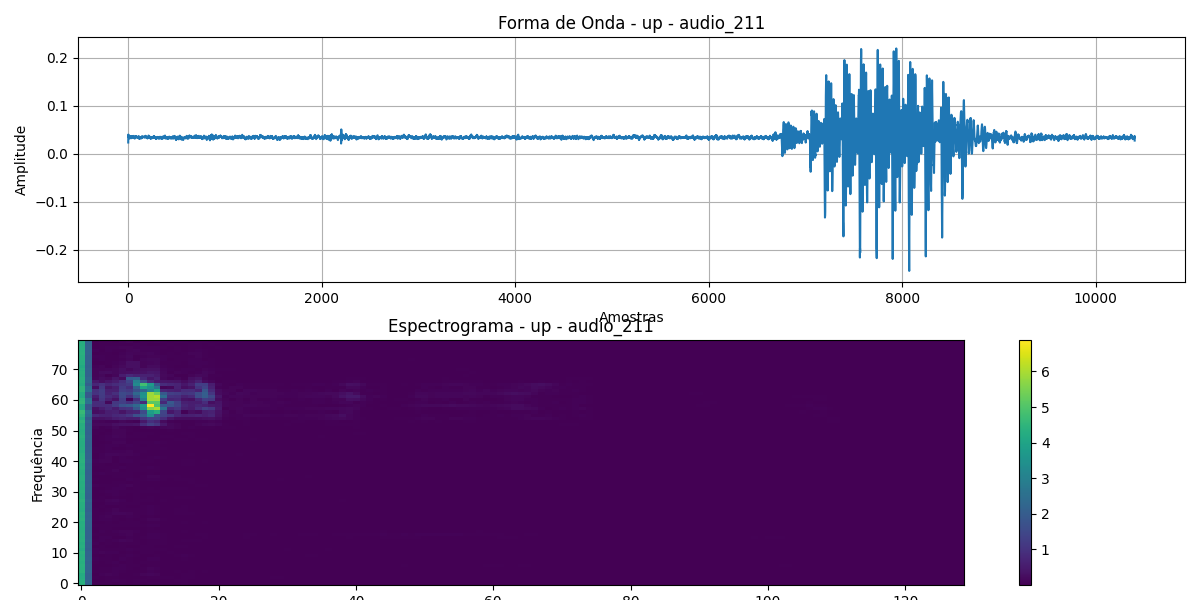 Forma de Onda - up - audio_211
0.2
0.1
0.0
−0.1
−0.2
Amplitude
0 2000 4000 6000 8000 10000
Amostras
Espectrograma - up - audio_211
70
60
50
40
30
20
10
0
Frequência
6
5
4
3
2
1
0 20 40 60 80 100 120